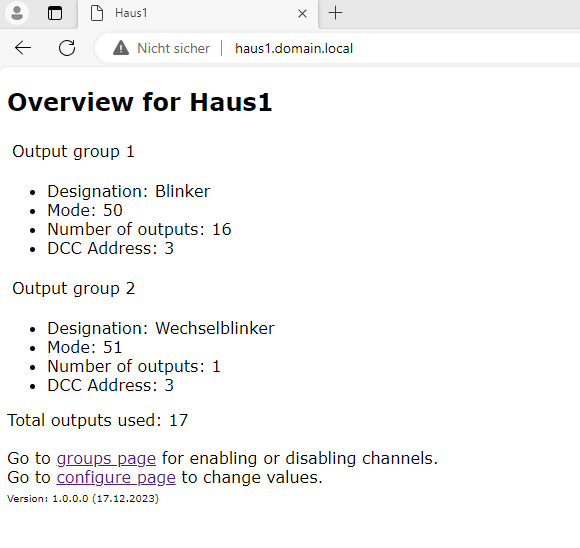 Haus1
Nicht sicher haus1.domain.local
Overview for Haus1
Output group 1
Designation: Blinker
Mode: 50
Number of outputs: 16
DCC Address: 3
Output group 2
Designation: Wechselblinker
Mode: 51
Number of outputs: 1
DCC Address: 3
Total outputs used: 17
Go to groups page for enabling or disabling channels.
Go to configure page to change values.
Version: 1.0.0.0 (17.12.2023)